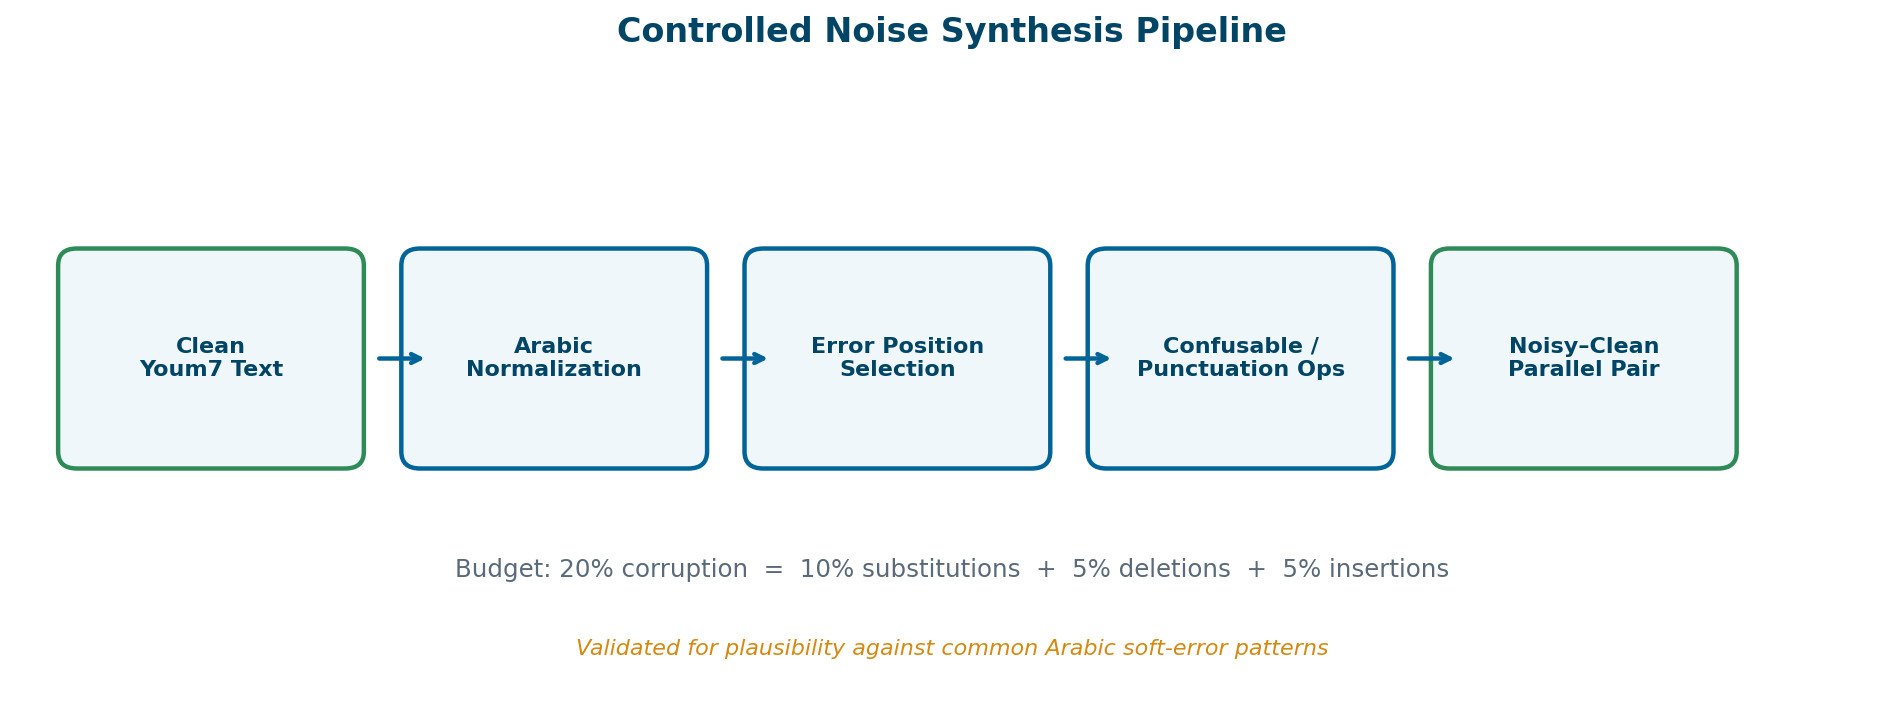 Controlled Noise Synthesis Pipeline
Clean
Youm7 Text
Arabic
Normalization
Error Position
Selection
Confusable /
Punctuation Ops
Noisy–Clean
Parallel Pair
Budget: 20% corruption = 10% substitutions + 5% deletions + 5% insertions
Validated for plausibility against common Arabic soft-error patterns